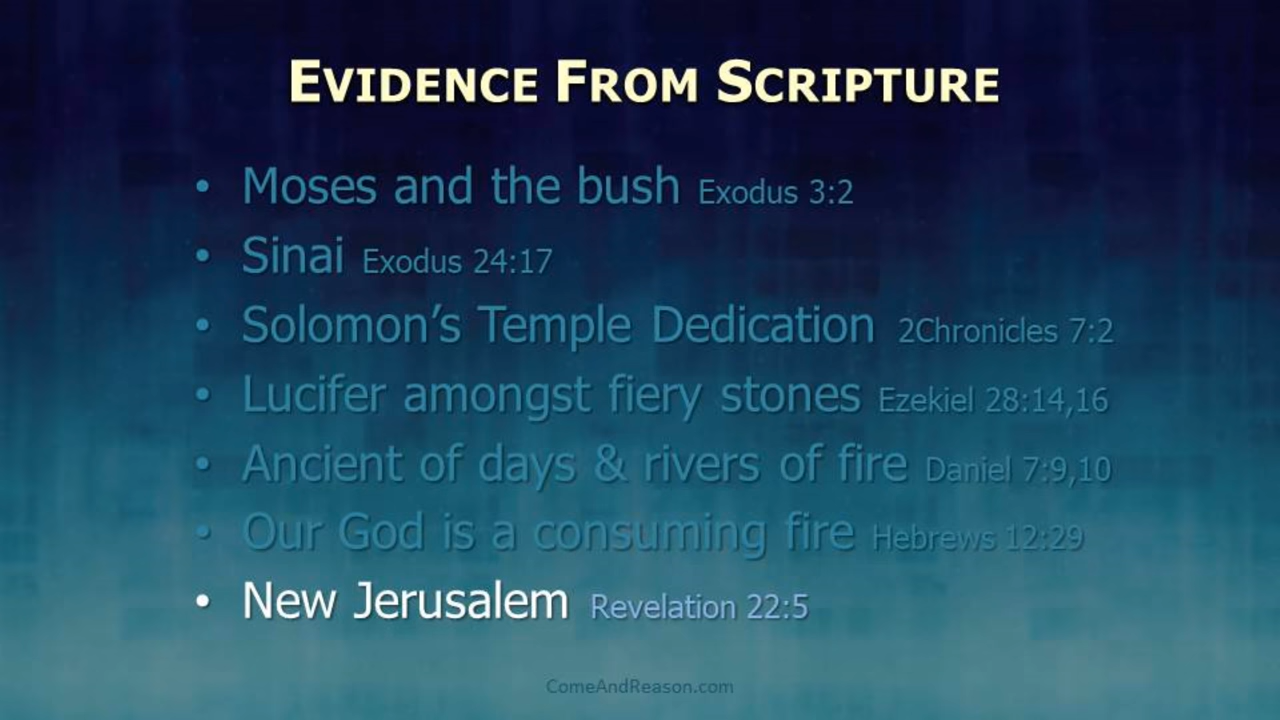 EVIDENCE FROM SCRIPTURE
• Moses and the bush Exodus 3:2
• Sinai Exodus 24:17
• Solomon’s Temple Dedication 2Chronicles 7:2
• Lucifer amongst fiery stones Ezekiel 28:14,16
• Ancient of days & rivers of fire Daniel 7:9,10
• Our God is a consuming fire Hebrews 12:29
• New Jerusalem Revelation 22:5
ComeAndReason.com